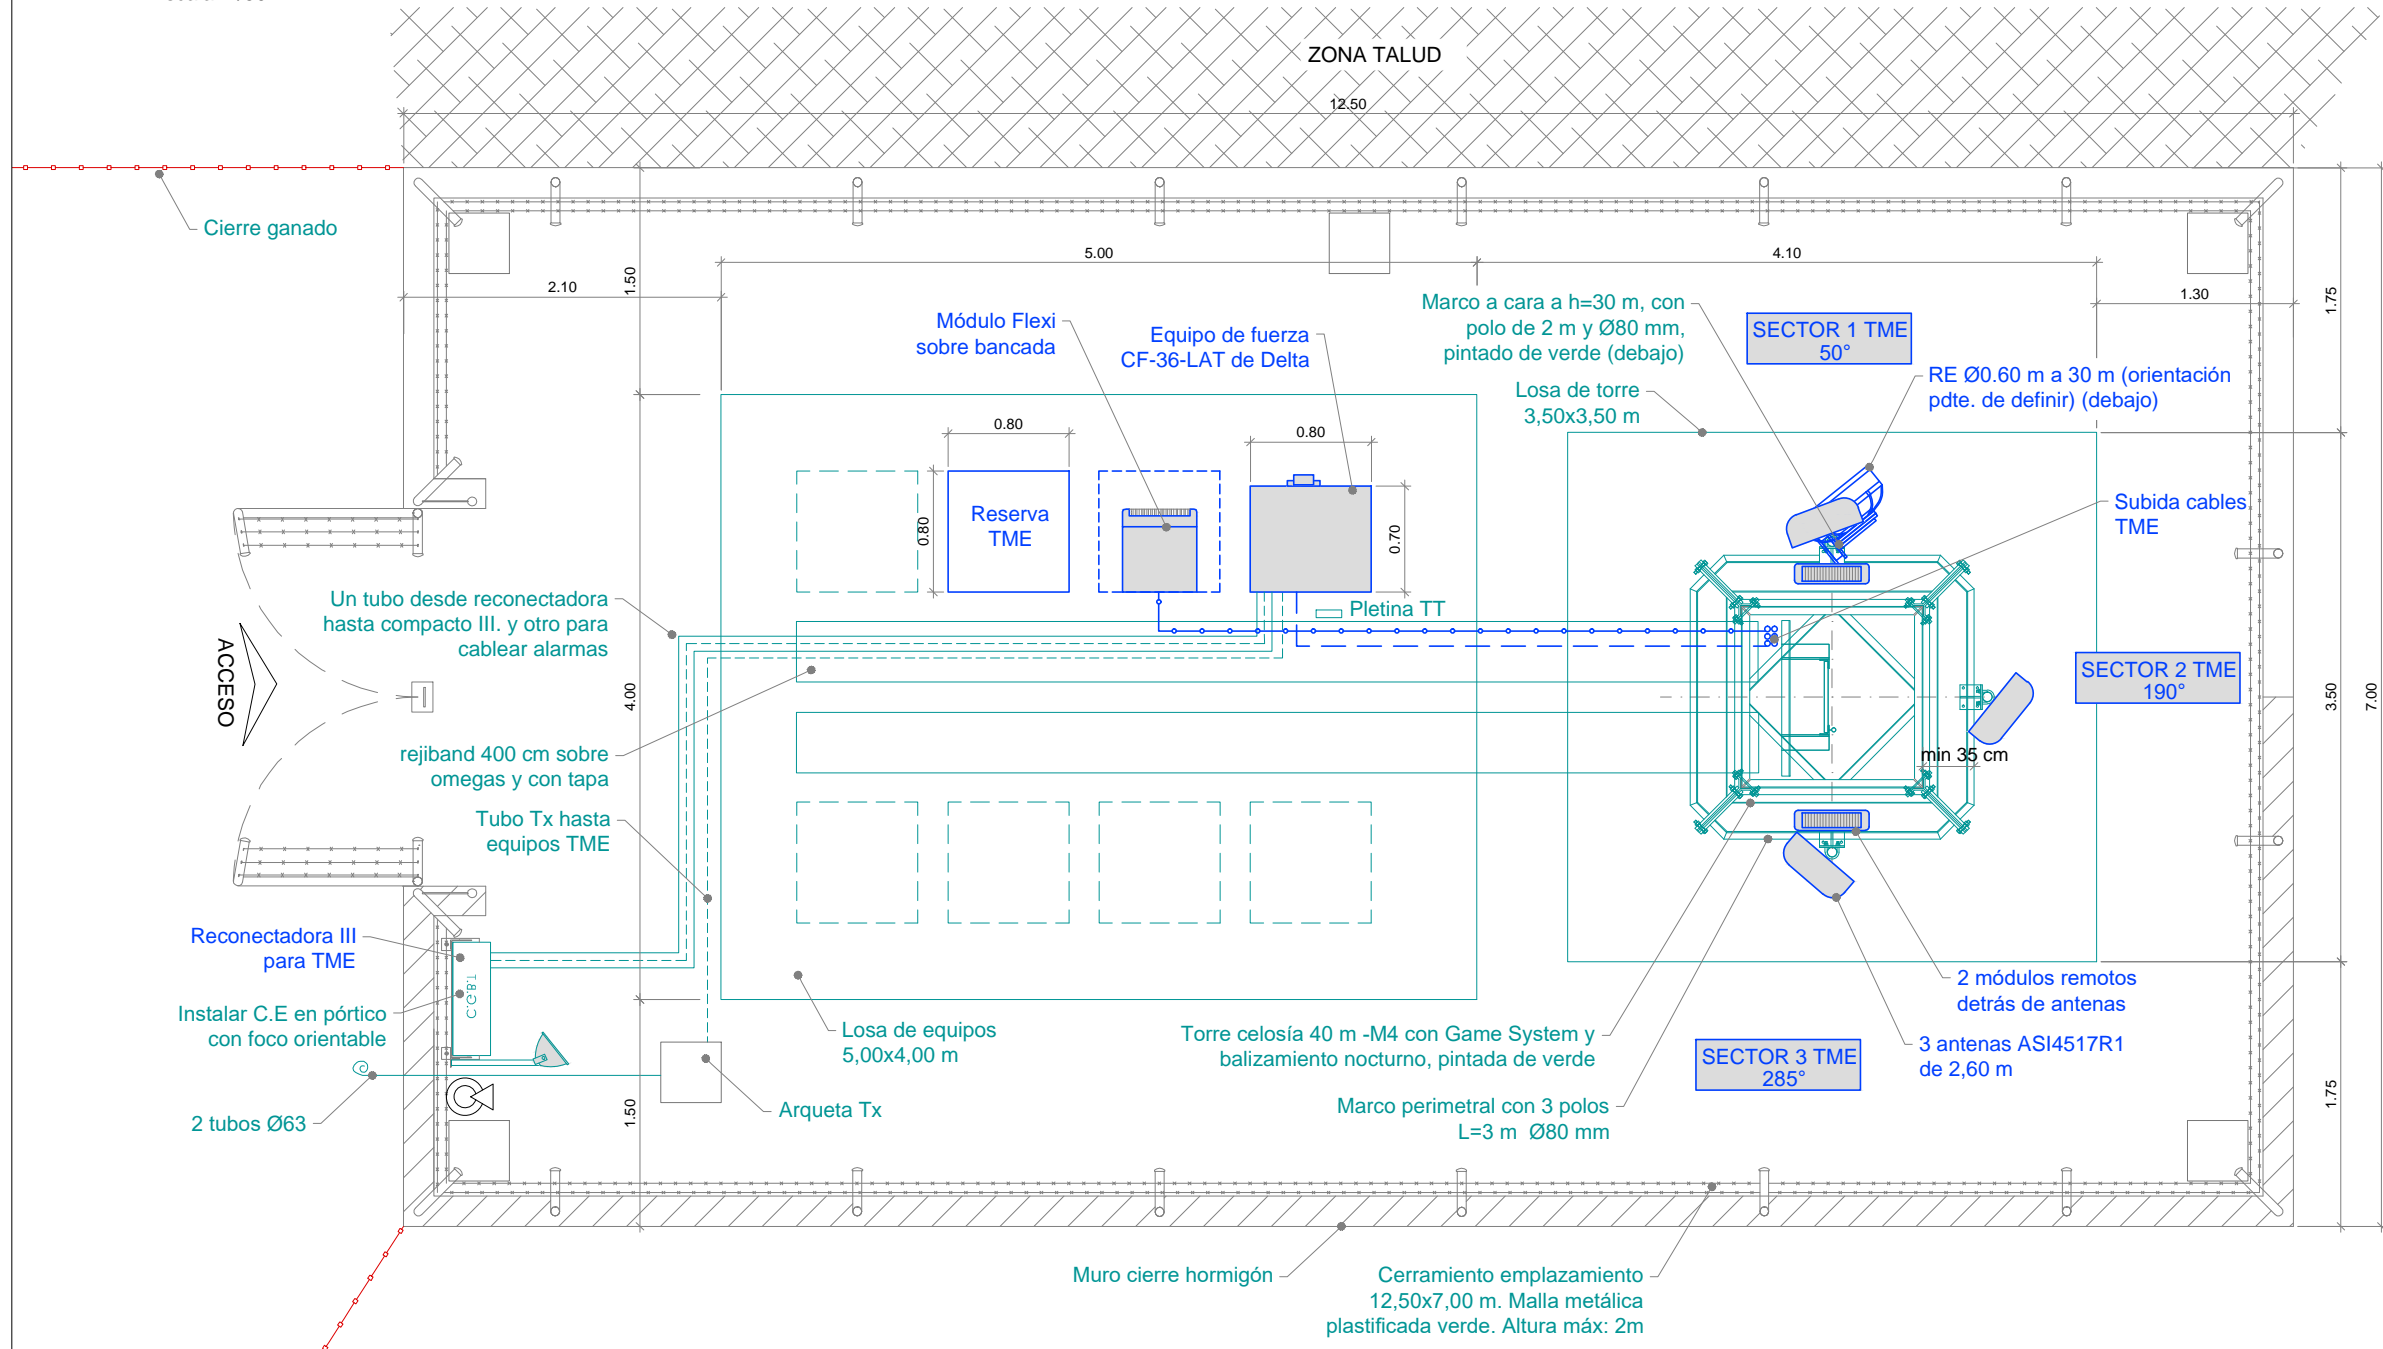 ZONA TALUD
12.50
Cierre ganado
5.00
4.10
2.10
1.50
1.30
1.75
Módulo Flexi
sobre bancada
Equipo de fuerza
CF-36-LAT de Delta
Marco a cara a h=30 m, con
polo de 2 m y Ø80 mm,
pintado de verde (debajo)
SECTOR 1 TME
50°
Losa de torre
3,50x3,50 m
RE Ø0.60 m a 30 m (orientación
pdte. de definir) (debajo)
0.80
0.80
Reserva
TME
0.80
0.70
Subida cables
TME
Un tubo desde reconectadora
hasta compacto III. y otro para
cablear alarmas
Pletina TT
ACCESO
4.00
SECTOR 2 TME
190°
3.50
7.00
rejiband 400 cm sobre
omegas y con tapa
min 35 cm
Tubo Tx hasta
equipos TME
Reconectadora III
para TME
C.G.B.T.
Instalar C.E en pórtico
con foco orientable
Losa de equipos
5,00x4,00 m
2 módulos remotos
detrás de antenas
Torre celosía 40 m -M4 con Game System y
balizamiento nocturno, pintada de verde
SECTOR 3 TME
285°
3 antenas ASI4517R1
de 2,60 m
2 tubos Ø63
Arqueta Tx
1.50
Marco perimetral con 3 polos
L=3 m Ø80 mm
1.75
Muro cierre hormigón
Cerramiento emplazamiento
12,50x7,00 m. Malla metálica
plastificada verde. Altura máx: 2m